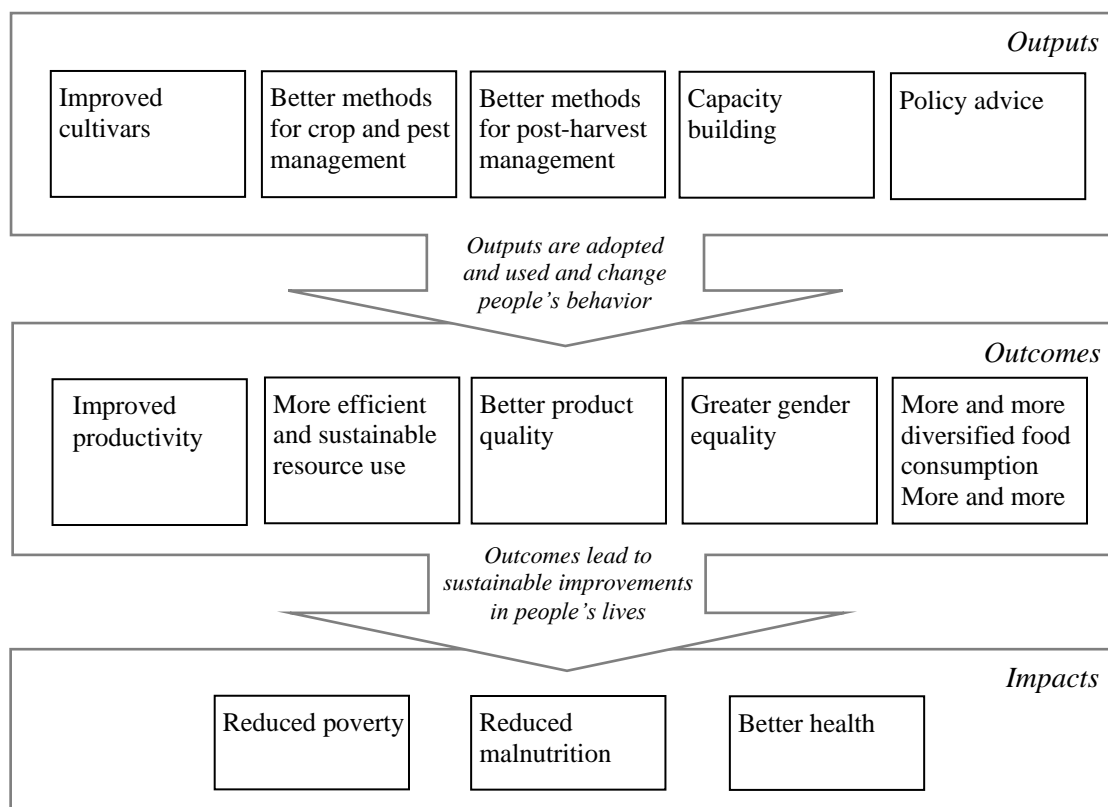 Outputs
Improved
cultivars
Better methods
for crop and pest
management
Better methods
for post-harvest
management
Capacity
building
Policy advice
Outputs are adopted
and used and change
people’s behavior
Outcomes
Improved
productivity
More efficient
and sustainable
resource use
Better product
quality
Greater gender
equality
More and more
diversified food
consumption
More and more
Outcomes lead to
sustainable improvements
in people’s lives
Impacts
Reduced poverty
Reduced
malnutrition
Better health